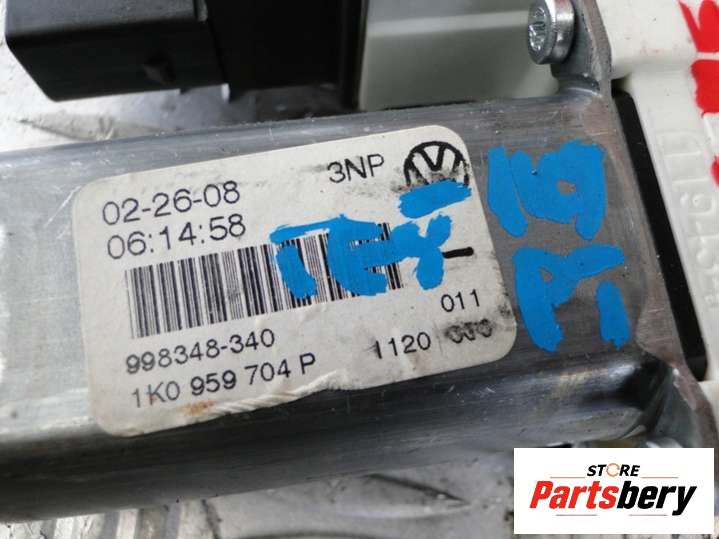 3NP
02-26-08
06:14:58
011
998348-340
1120
1K0 959 704 P
STORE
Partsbery